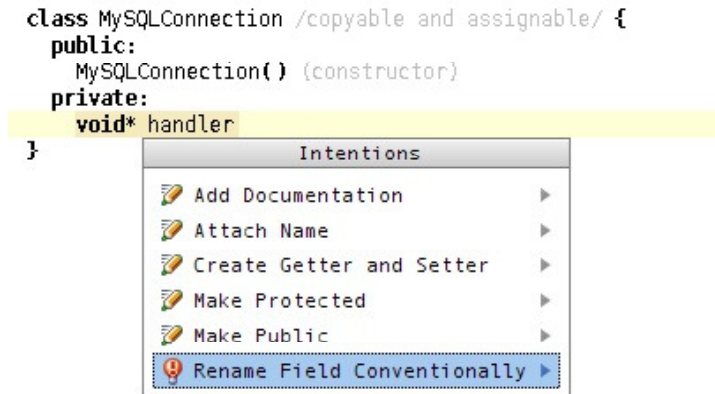 class MySQLConnection /copyable and assignable/ {
public:
MySQLConnection() (constructor)
private:
void* handler
}
Intentions
Add Documentation
Attach Name
Create Getter and Setter
Make Protected
Make Public
Rename Field Conventionally